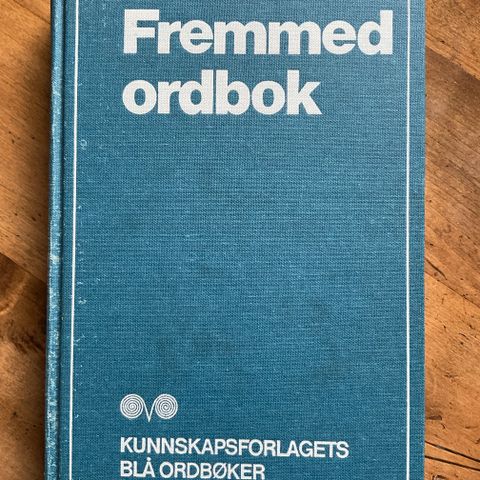 Fremmed
ordbok
KUNNSKAPSFORLAGETS
BLÅ ORDBØKER